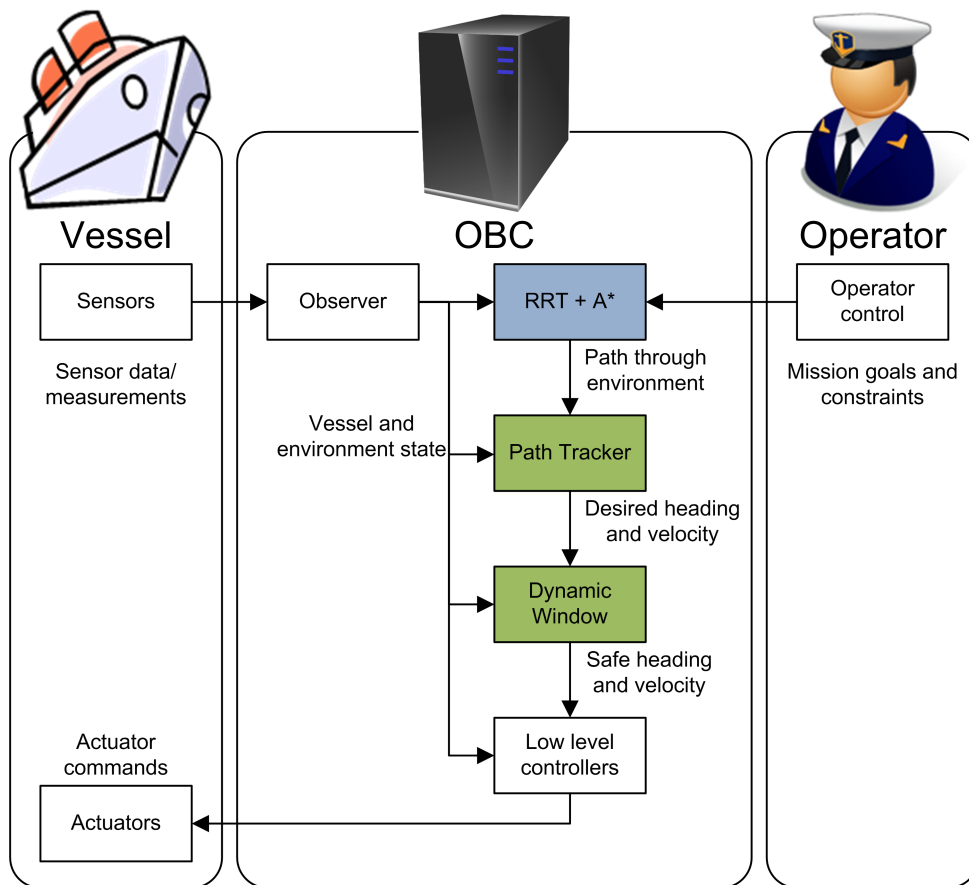 Vessel
OBC
Operator
Sensors
Observer
RRT + A*
Operator
control
Sensor data/
measurements
Path through
environment
Mission goals and
constraints
Vessel and
environment state
Path Tracker
Desired heading
and velocity
Dynamic
Window
Safe heading
and velocity
Low level
controllers
Actuator
commands
Actuators